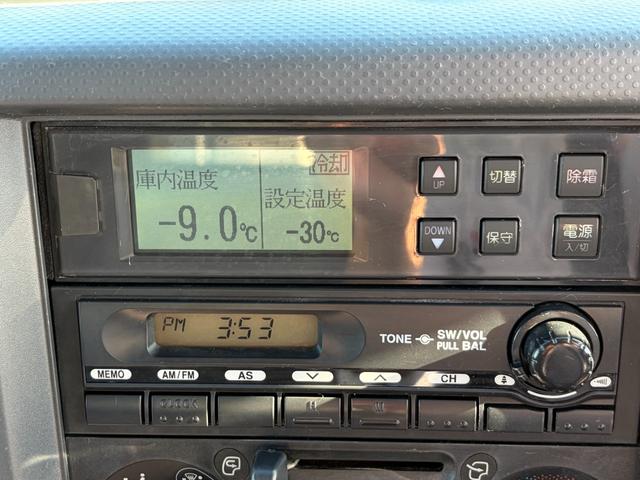 冷却
庫内温度
設定温度
-9.0℃
-30℃
▲
UP
切替
除霜
DOWN
▼
保守
電源
入/切
PM 3:53
TONE SW/VOL
PULL BAL
MEMO AM/FM AS CH
CLOCK